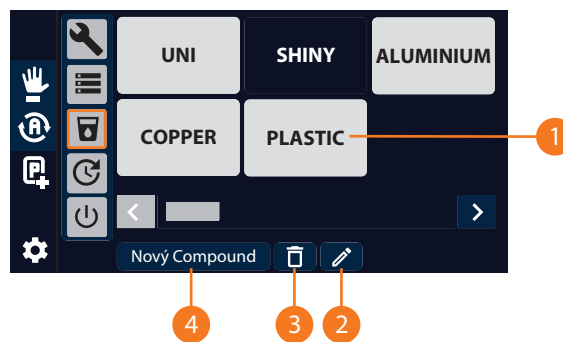 UNI
SHINY
ALUMINIUM
COPPER
PLASTIC
1
A
P
Nový Compound
4
3
2